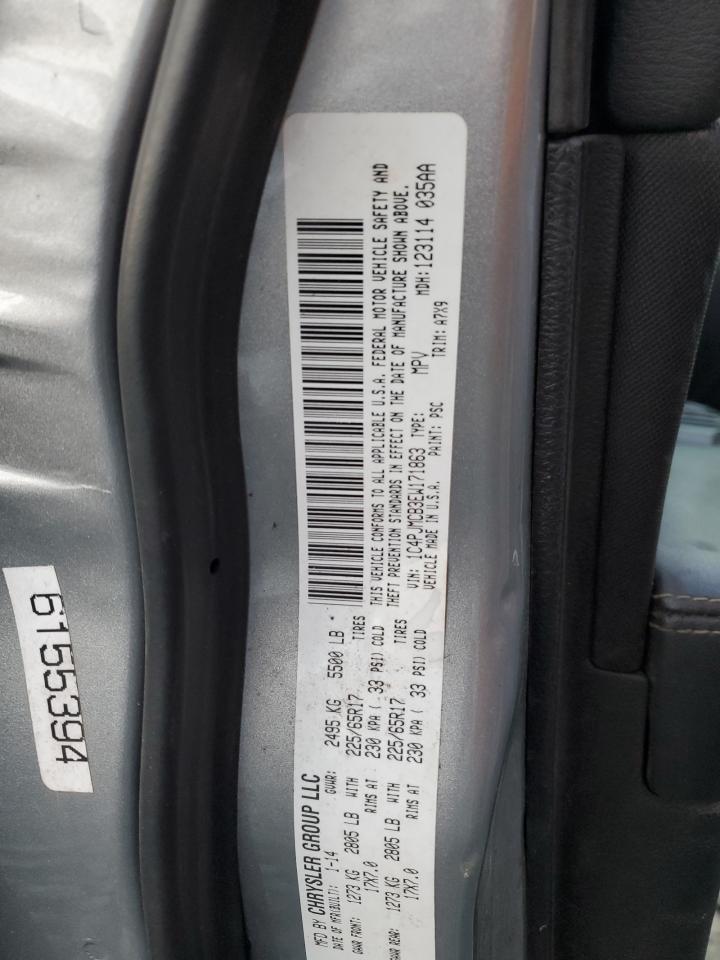 MFD BY CHRYSLER GROUP LLC
DATE OF MFR(BUILT): 1-14 GVWR: 2495 KG 5500 LB
GAWR FRONT: 1273 KG 2805 LB WITH 225/65R17 TIRES
17X7.0 RIMS AT 230 KPA ( 33 PSI) COLD
GAWR REAR: 1273 KG 2805 LB WITH 225/65R17 TIRES
17X7.0 RIMS AT 230 KPA ( 33 PSI) COLD
THIS VEHICLE CONFORMS TO ALL APPLICABLE U.S.A. FEDERAL MOTOR VEHICLE SAFETY AND
THEFT PREVENTION STANDARDS IN EFFECT ON THE DATE OF MANUFACTURE SHOWN ABOVE.
VIN: 1C4PJMCB3EW171863 TYPE: MPV MDH: 123114 035AA
VEHICLE MADE IN U.S.A. PAINT: PSC TRIM: A7X9
6155394